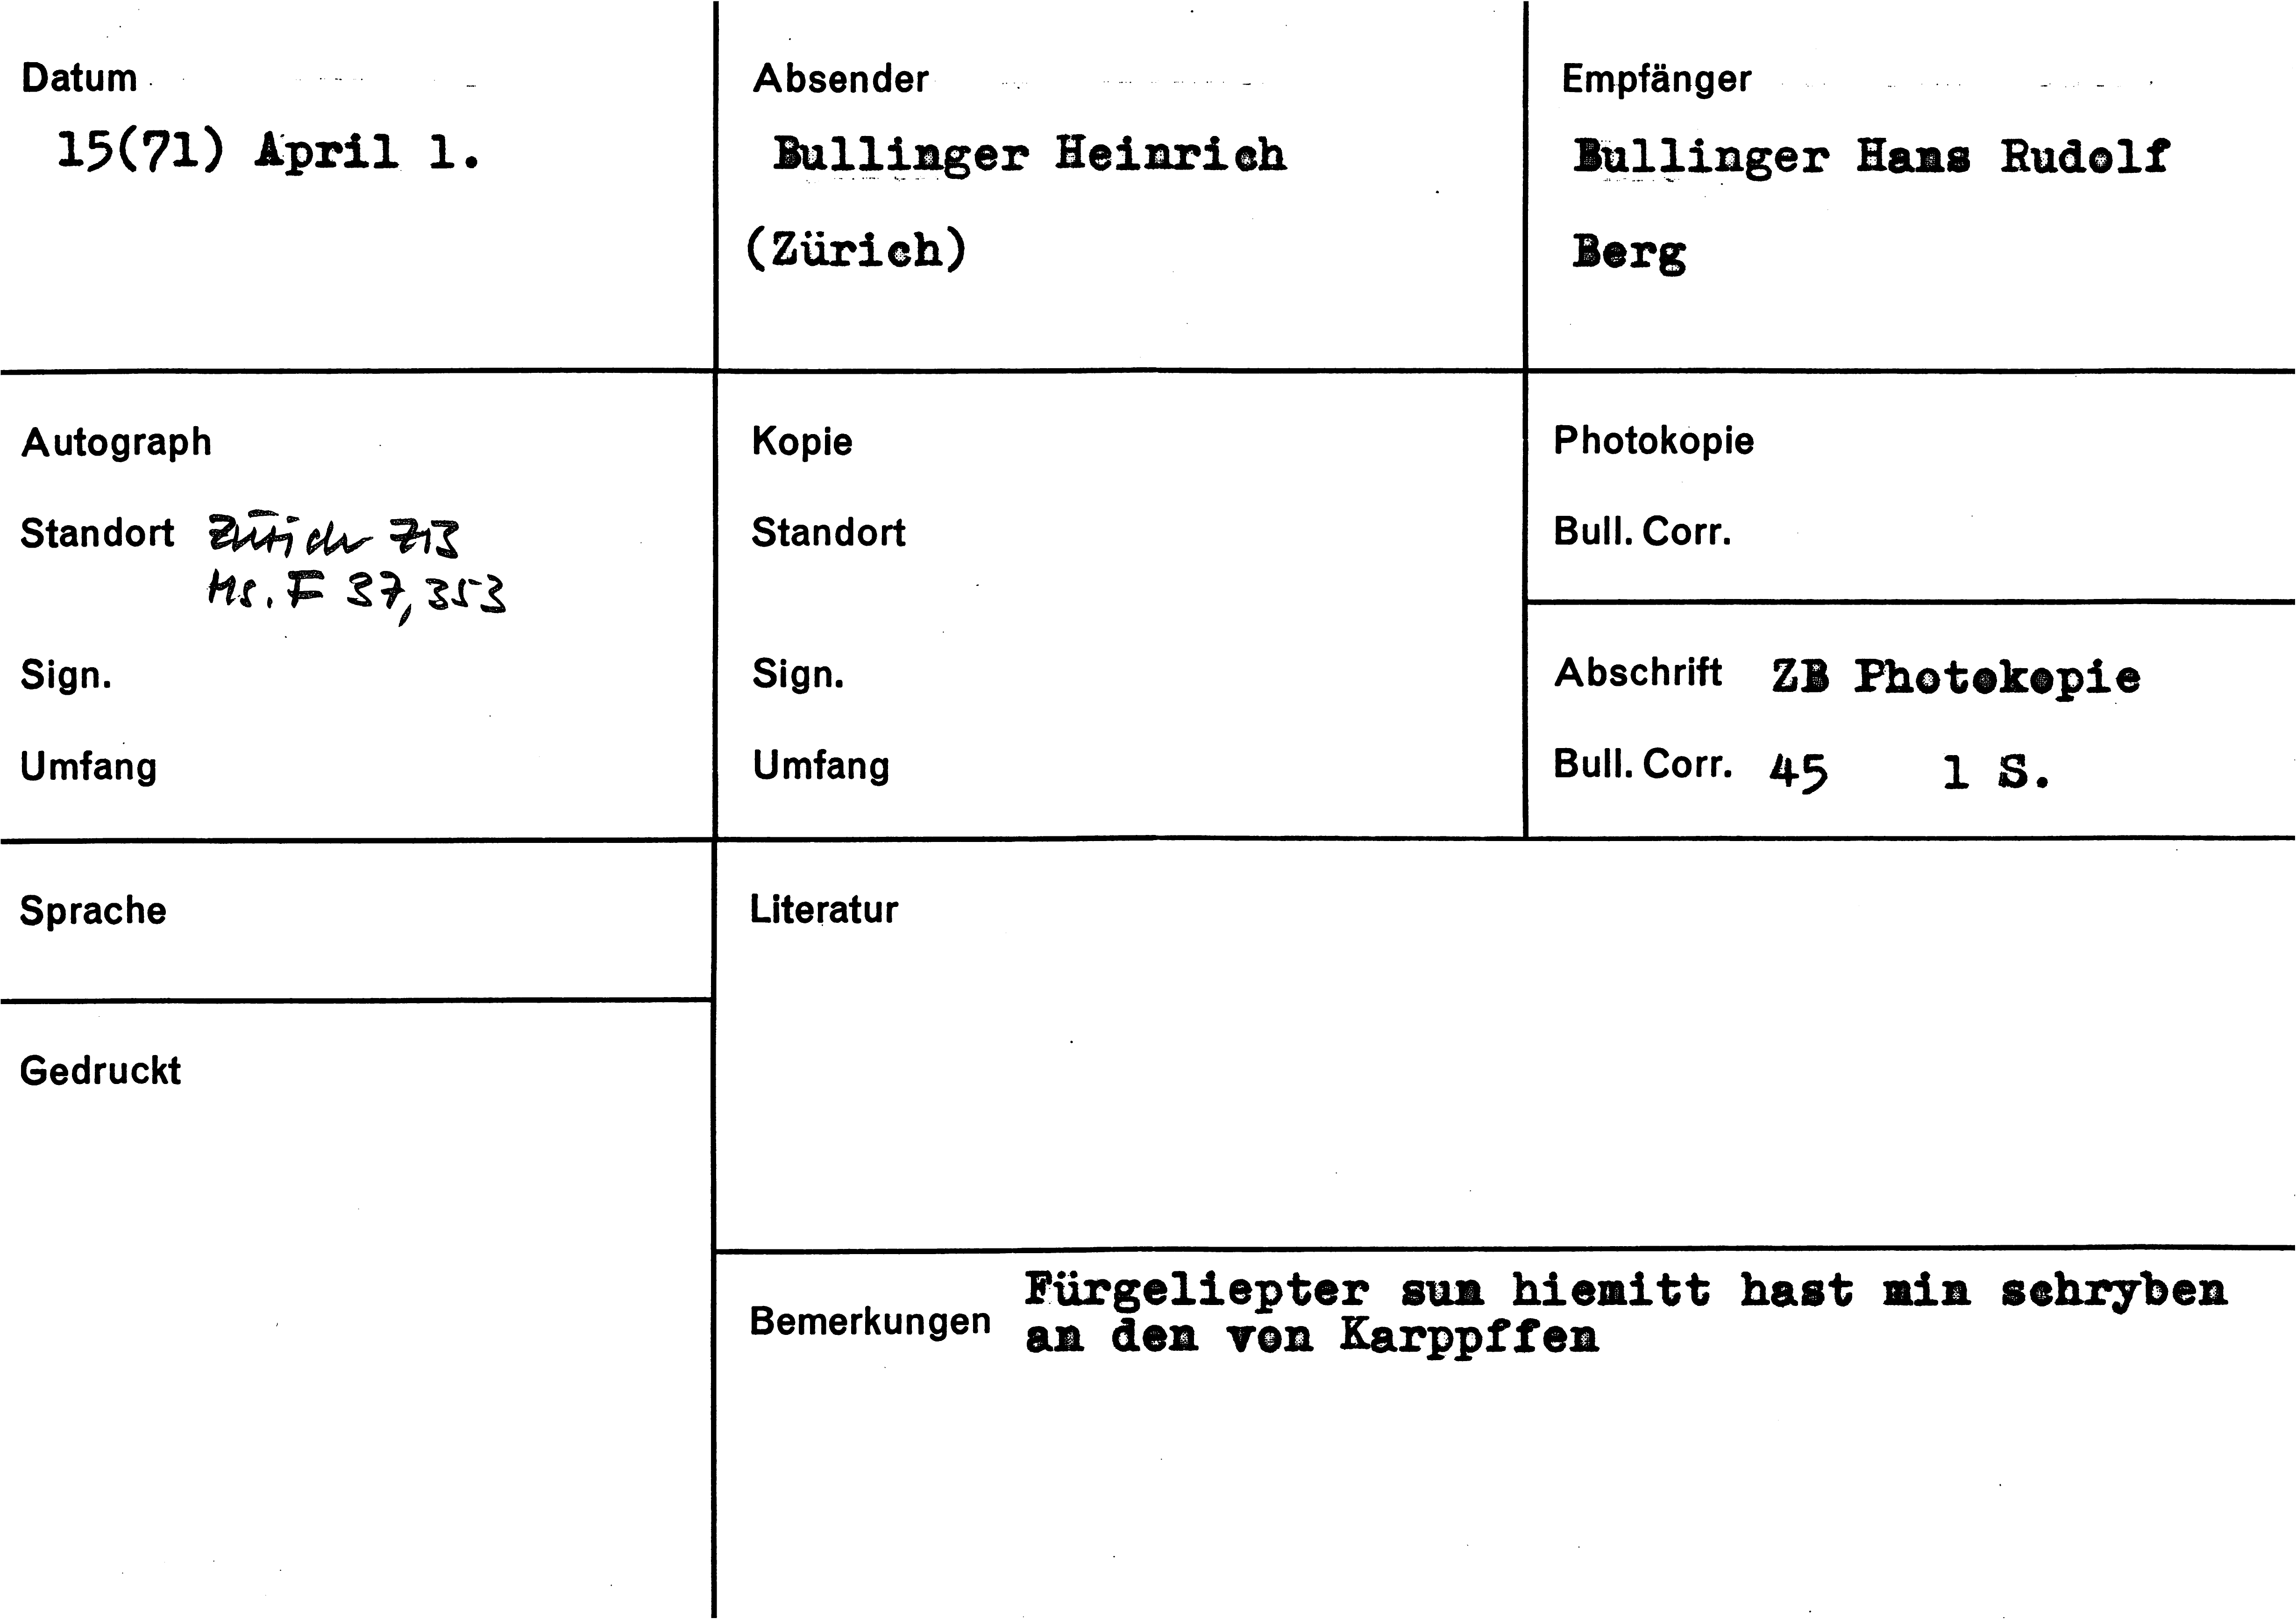 Datum
15(71) April 1.
Absender
Bullinger Heinrich
(Zürich)
Empfänger
Bullinger Hans Rudolf
Berg
Autograph
Standort Zürich ZB
Ms. F 37, 353
Sign.
Umfang
Kopie
Standort
Sign.
Umfang
Photokopie
Bull. Corr.
Abschrift ZB Photokopie
Bull. Corr. 45 1 S.
Sprache
Gedruckt
Literatur
Bemerkungen
Fürgeliepter sun hiemitt hast min schryben
an den von Karppffen